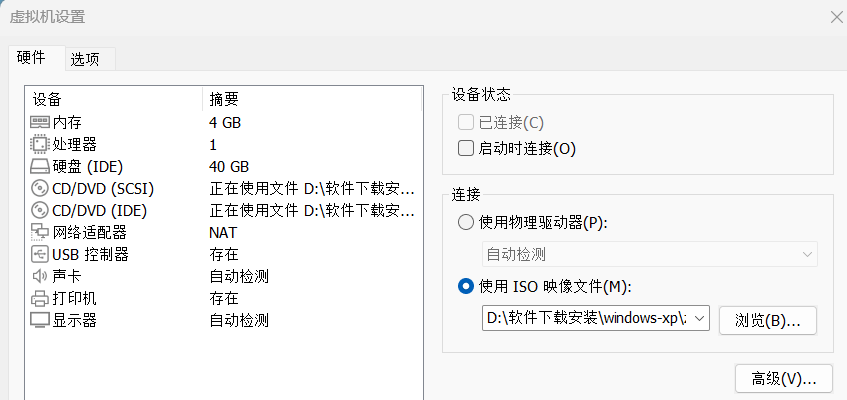 虚拟机设置
硬件 选项
设备 摘要
内存 4 GB
处理器 1
硬盘 (IDE) 40 GB
CD/DVD (SCSI) 正在使用文件 D:\软件下载安...
CD/DVD (IDE) 正在使用文件 D:\软件下载安...
网络适配器 NAT
USB 控制器 存在
声卡 自动检测
打印机 存在
显示器 自动检测
设备状态
已连接(C)
启动时连接(O)
连接
使用物理驱动器(P):
自动检测
使用 ISO 映像文件(M):
D:\软件下载安装\windows-xp\ 浏览(B)...
高级(V)...